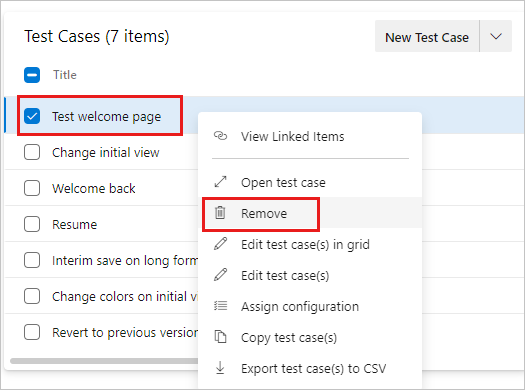 Test Cases (7 items)
New Test Case
Title
Test welcome page
Change initial view
Welcome back
Resume
Interim save on long form
Change colors on initial v
Revert to previous version
View Linked Items
Open test case
Remove
Edit test case(s) in grid
Edit test case(s)
Assign configuration
Copy test case(s)
Export test case(s) to CSV